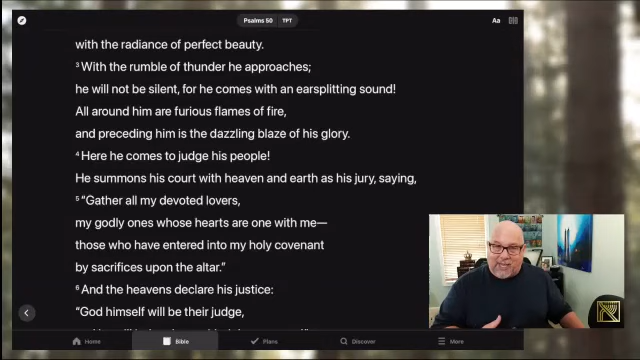 Psalms 50 TPT
Aa
with the radiance of perfect beauty.
3 With the rumble of thunder he approaches;
he will not be silent, for he comes with an earsplitting sound!
All around him are furious flames of fire,
and preceding him is the dazzling blaze of his glory.
4 Here he comes to judge his people!
He summons his court with heaven and earth as his jury, saying,
5 “Gather all my devoted lovers,
my godly ones whose hearts are one with me—
those who have entered into my holy covenant
by sacrifices upon the altar.”
6 And the heavens declare his justice:
“God himself will be their judge,
Home Bible Plans Discover More